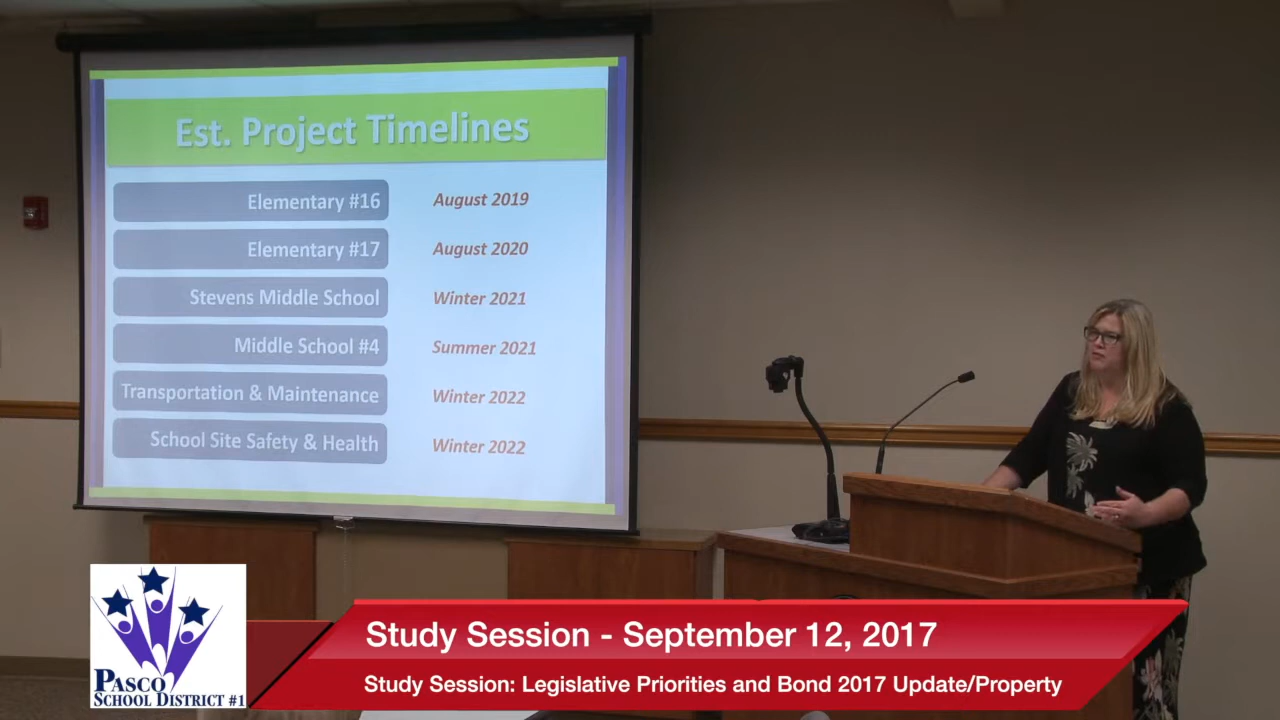 Est. Project Timelines
Elementary #16 August 2019
Elementary #17 August 2020
Stevens Middle School Winter 2021
Middle School #4 Summer 2021
Transportation & Maintenance Winter 2022
School Site Safety & Health Winter 2022
PASCO
SCHOOL DISTRICT #1
Study Session - September 12, 2017
Study Session: Legislative Priorities and Bond 2017 Update/Property